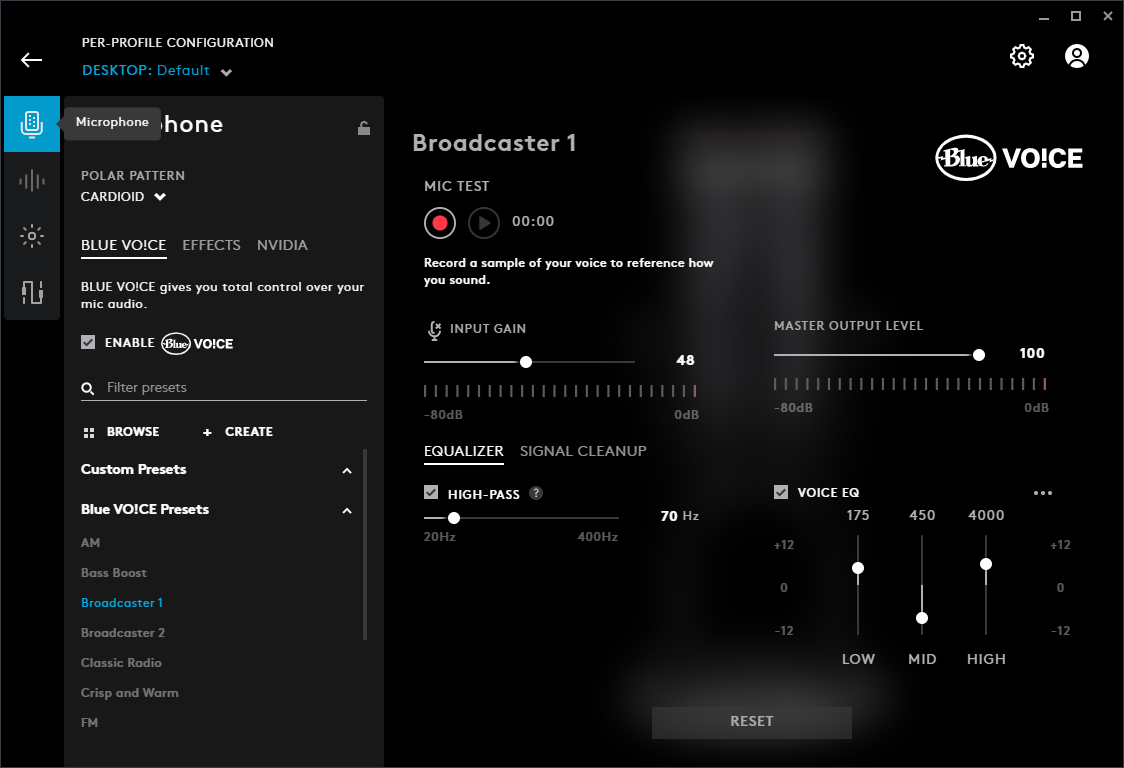 PER-PROFILE CONFIGURATION
DESKTOP: Default
Microphone
phone
POLAR PATTERN
CARDIOID
BLUE VO!CE EFFECTS NVIDIA
BLUE VO!CE gives you total control over your
mic audio.
ENABLE Blue VO!CE
Filter presets
BROWSE + CREATE
Custom Presets
Blue VO!CE Presets
AM
Bass Boost
Broadcaster 1
Broadcaster 2
Classic Radio
Crisp and Warm
FM
Broadcaster 1
Blue VO!CE
MIC TEST
00:00
Record a sample of your voice to reference how
you sound.
INPUT GAIN
48
-80dB 0dB
MASTER OUTPUT LEVEL
100
-80dB 0dB
EQUALIZER SIGNAL CLEANUP
HIGH-PASS ?
70 Hz
20Hz 400Hz
VOICE EQ
175 450 4000
+12 +12
0 0
-12 -12
LOW MID HIGH
RESET